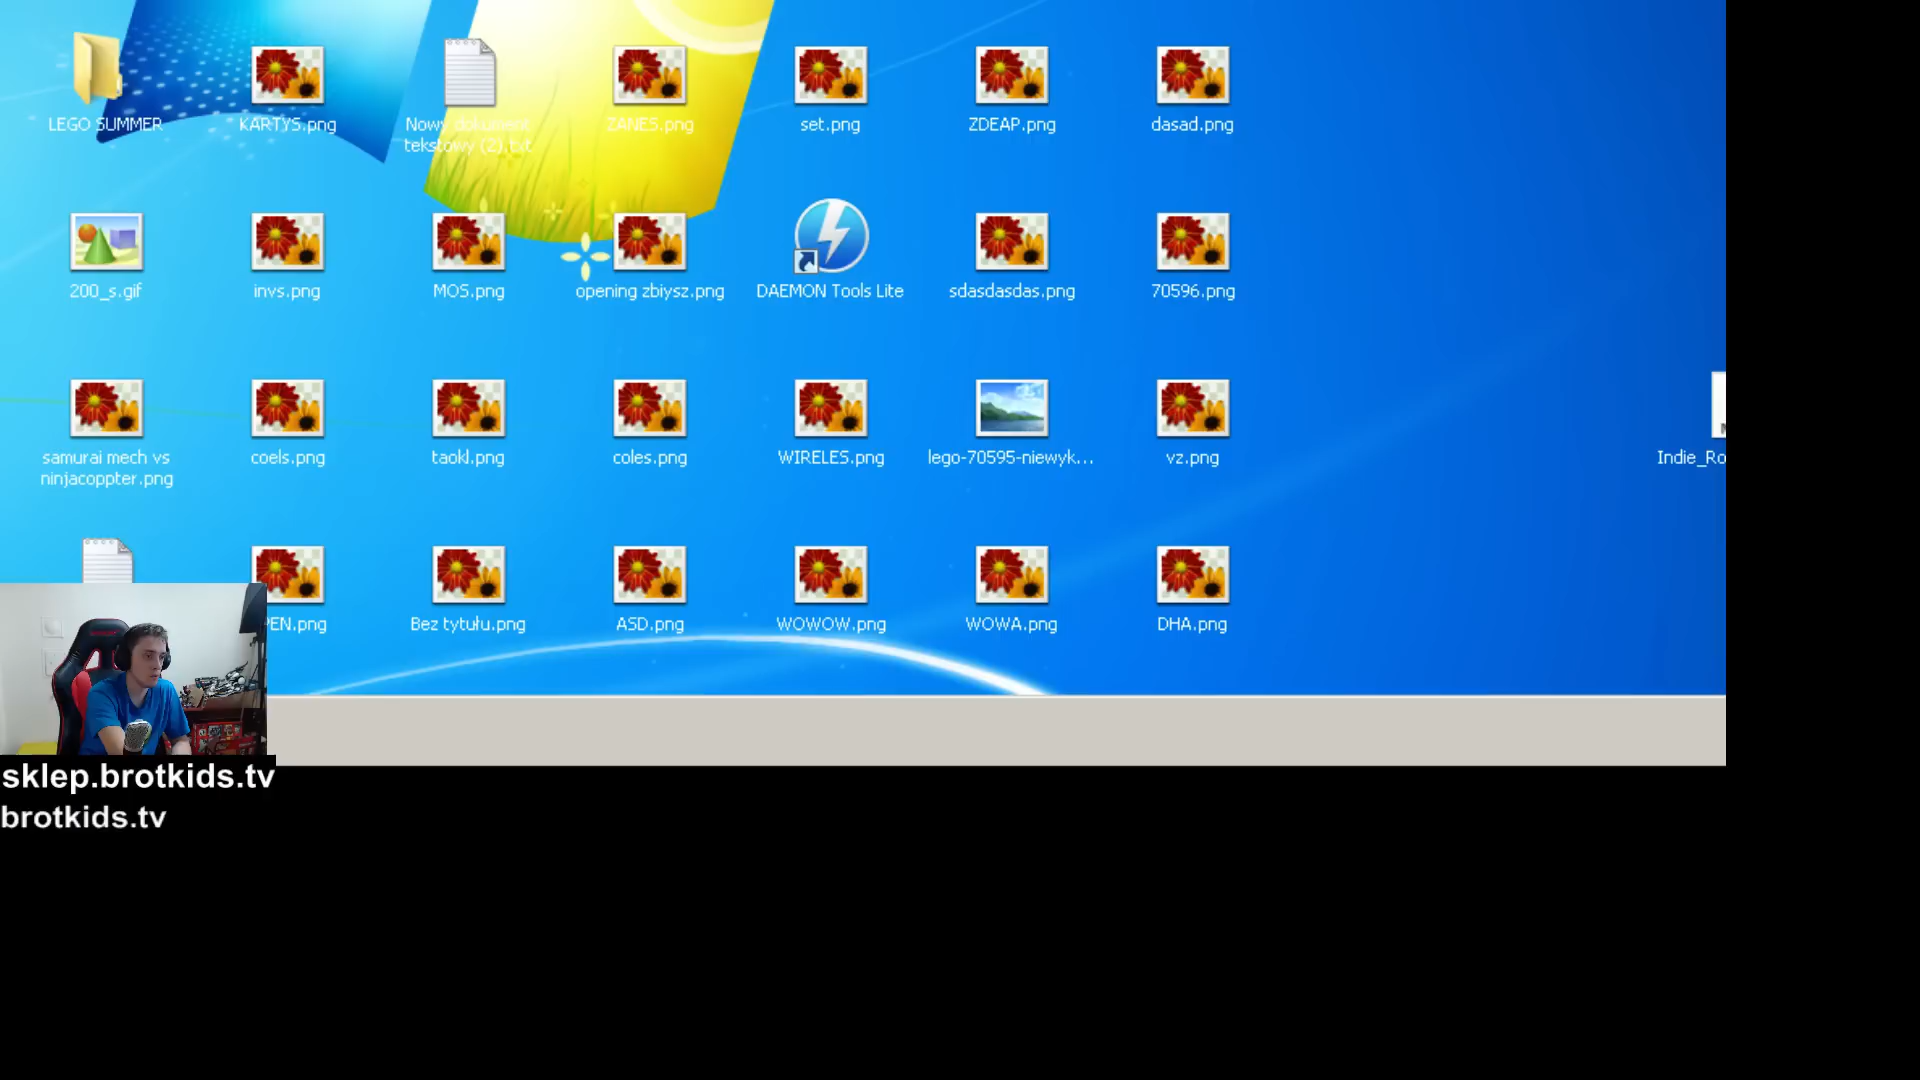 LEGO SUMMER
KARTYS.png
Nowy dokument
tekstowy (2).txt
ZANES.png
set.png
ZDEAP.png
dasad.png
200_s.gif
invs.png
MOS.png
opening zbiysz.png
DAEMON Tools Lite
sdasdasdas.png
70596.png
samurai mech vs
ninjacoppter.png
coels.png
taokl.png
coles.png
WIRELES.png
lego-70595-niewyk...
vz.png
Indie_Ro
PEN.png
Bez tytułu.png
ASD.png
WOWOW.png
WOWA.png
DHA.png
sklep.brotkids.tv
brotkids.tv